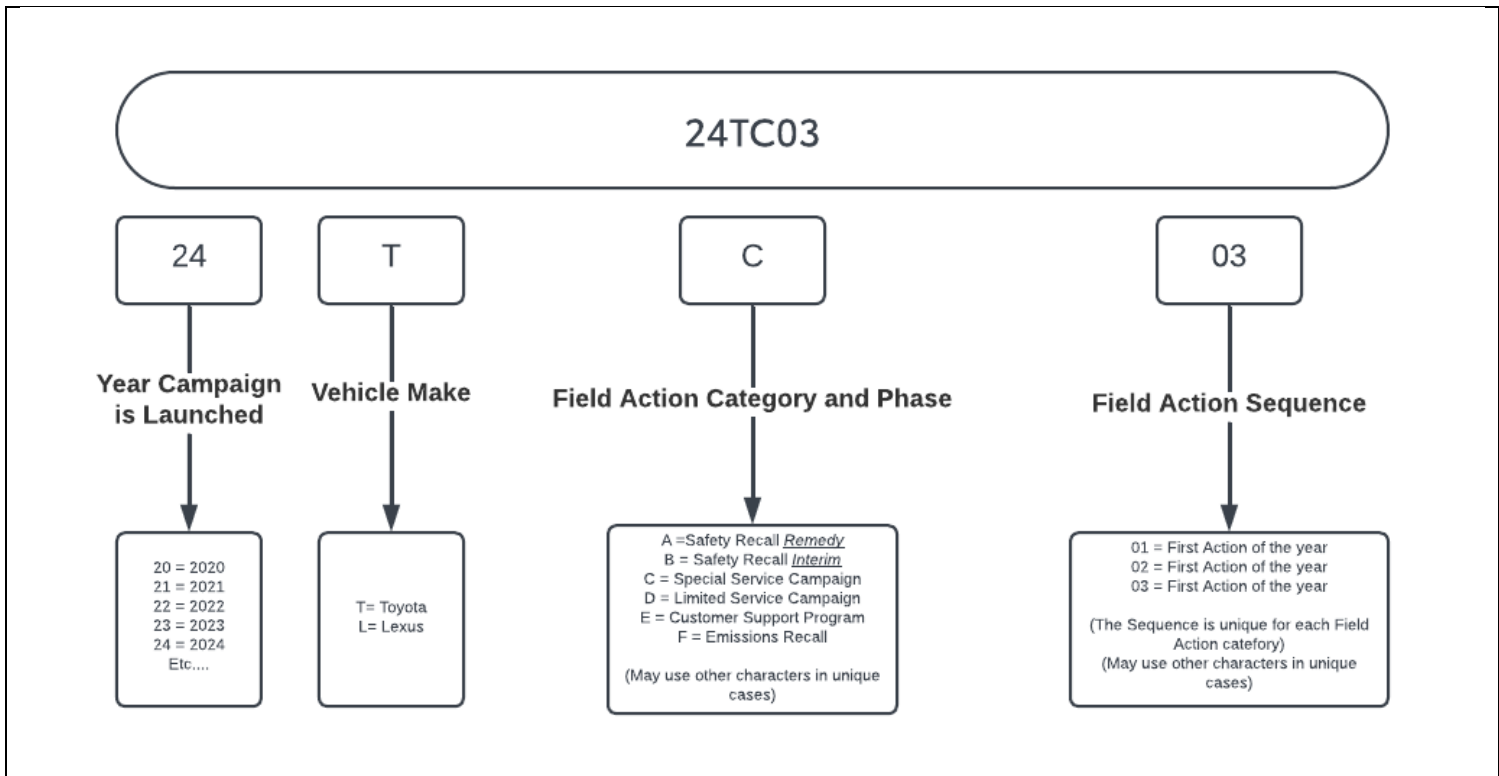 24TC03
24
T
C
03
Year Campaign
is Launched
Vehicle Make
Field Action Category and Phase
Field Action Sequence
20 = 2020
21 = 2021
22 = 2022
23 = 2023
24 = 2024
Etc....
T= Toyota
L= Lexus
A =Safety Recall Remedy
B = Safety Recall Interim
C = Special Service Campaign
D = Limited Service Campaign
E = Customer Support Program
F = Emissions Recall
(May use other characters in unique
cases)
01 = First Action of the year
02 = First Action of the year
03 = First Action of the year
(The Sequence is unique for each Field
Action catefory)
(May use other characters in unique
cases)